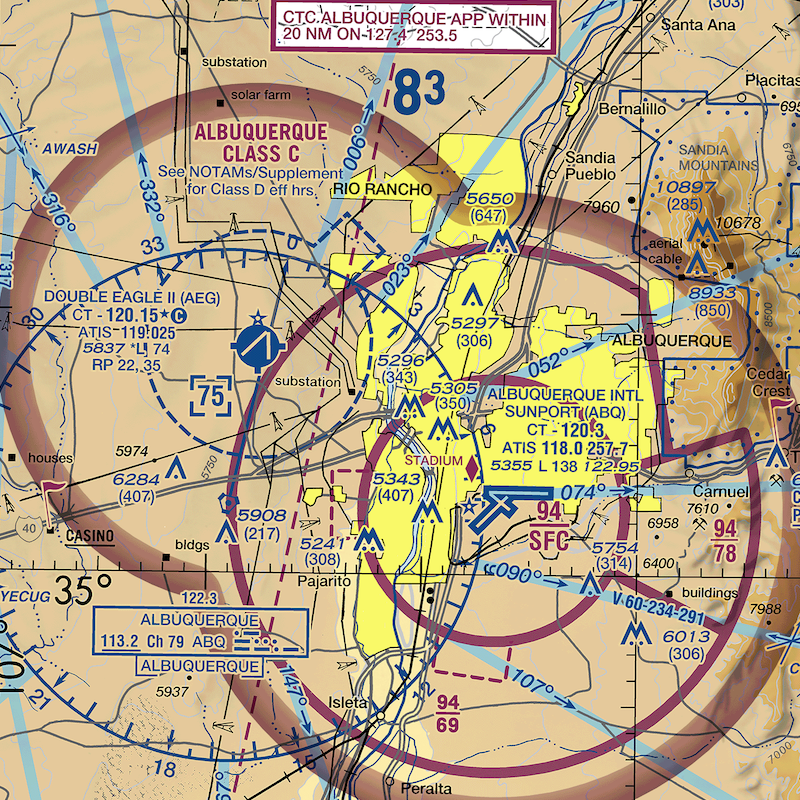 CTC ALBUQUERQUE APP WITHIN
20 NM ON 127.4 253.5
(303)
Santa Ana
substation
5750
8³
Placitas
solar farm
Bernalillo
ALBUQUERQUE
CLASS C
See NOTAMs/Supplement
for Class D eff hrs.
006°
AWASH
332°
316°
SANDIA
MOUNTAINS
6750
Sandia
Pueblo
RIO RANCHO
5650
(647)
7960
10897
(285)
10678
aerial
cable
33
0
023°
3
T-317
30
DOUBLE EAGLE II (AEG)
CT - 120.15 ★ C
ATIS 119.025
5837 *L 74
RP 22, 35
8933
(850)
8500
5297
(306)
ALBUQUERQUE
052°
5296
(343)
substation
[75]
5305
(350)
6
ALBUQUERQUE INTL
SUNPORT (ABQ)
CT - 120.3
ATIS 118.0 257.7
5355 L 138 122.95
Cedar
Crest
STADIUM
houses
5974
5750
6284
(407)
5343
(407)
074°
Carnuel
7610
94
SFC
6958
94
78
5908
(217)
40
CASINO
bldgs
5241
(308)
5754
(314)
6400
Pajarito
090°
35°
YECUG
122.3
ALBUQUERQUE
113.2 Ch 79 ABQ
ALBUQUERQUE
buildings
V 60-234-291
7988
6013
(306)
107°
21
5937
147°
Isleta
12
94
69
18
15
7000
Peralta